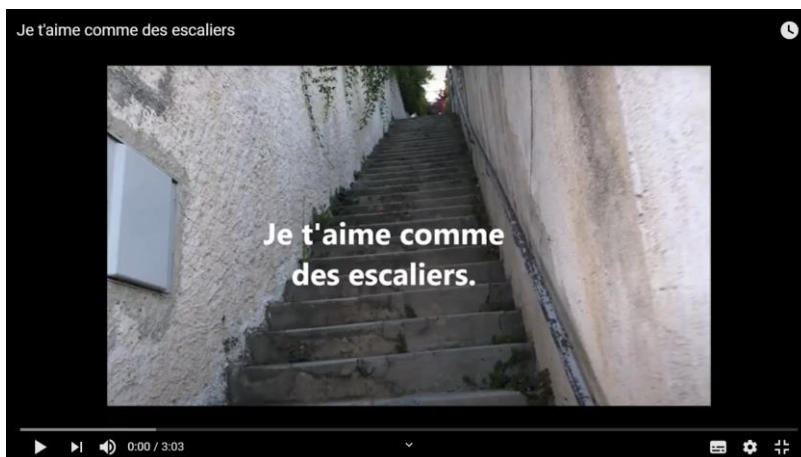 Je t'aime comme des escaliers
Je t'aime comme
des escaliers.
0:00 / 3:03